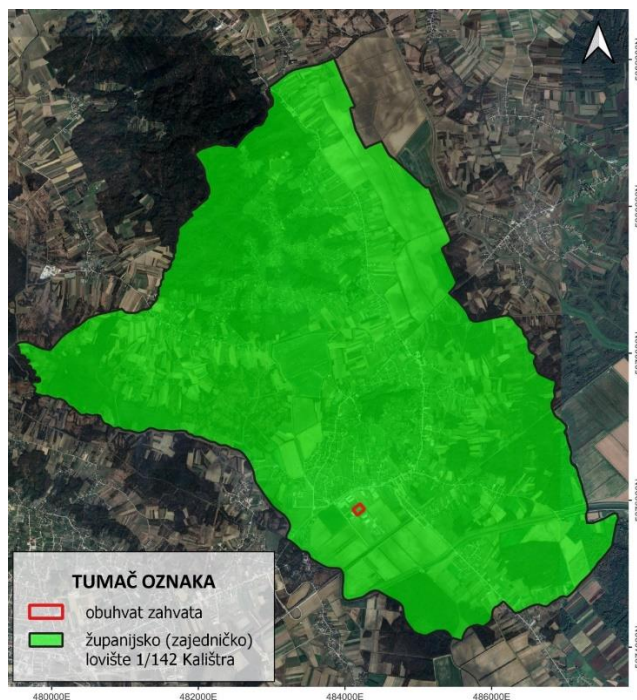 TUMAČ OZNAKA
obuhvat zahvata
županijsko (zajedničko)
lovište 1/142 Kalištra
480000E
482000E
484000E
486000E